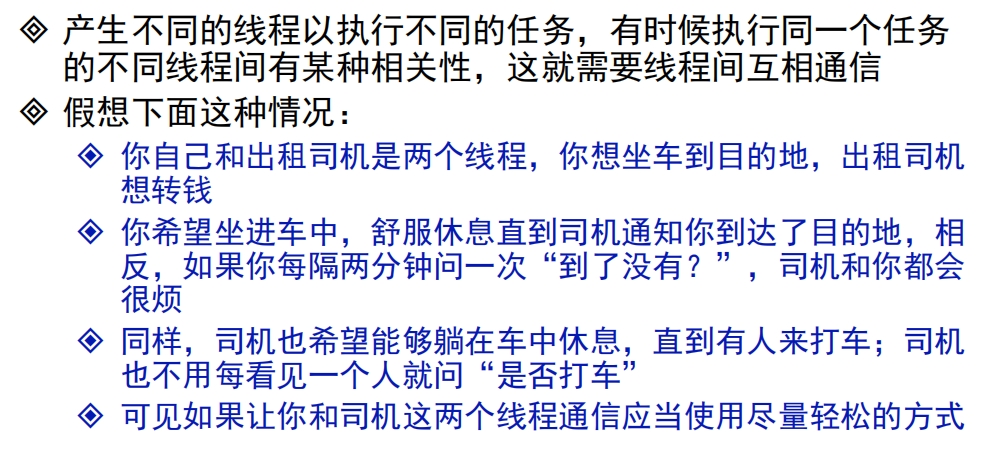 产生不同的线程以执行不同的任务，有时候执行同一个任务
的不同线程间有某种相关性，这就需要线程间互相通信
假想下面这种情况：
你自己和出租司机是两个线程，你想坐车到目的地，出租司机
想转钱
你希望坐进车中，舒服休息直到司机通知你到达了目的地，相
反，如果你每隔两分钟问一次“到了没有？”，司机和你都会
很烦
同样，司机也希望能够躺在车中休息，直到有人来打车；司机
也不用每看见一个人就问“是否打车”
可见如果让你和司机这两个线程通信应当使用尽量轻松的方式